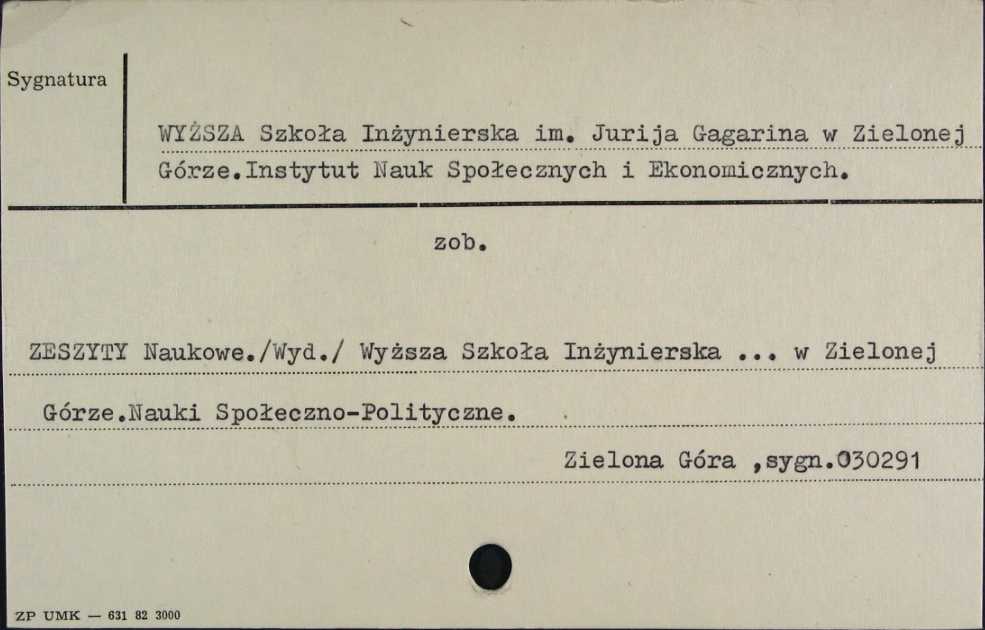 Sygnatura
WYŻSZA Szkoła Inżynierska im. Jurija Gagarina w Zielonej
Górze.Instytut Nauk Społecznych i Ekonomicznych.
zob.
ZESZYTY Naukowe./Wyd./ Wyższa Szkoła Inżynierska ... w Zielonej
Górze.Nauki Społeczno-Polityczne.
Zielona Góra ,sygn.030291
ZP UMK — 631 82 3000